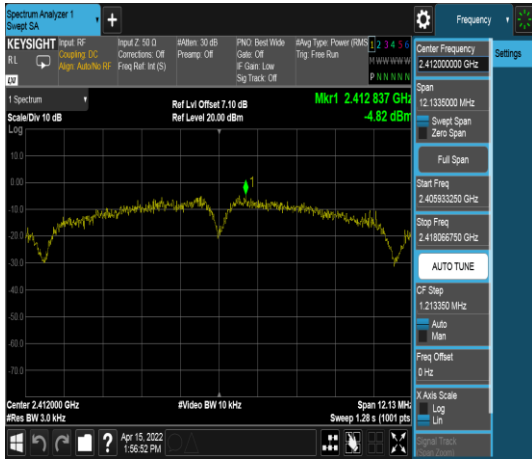 Spectrum Analyzer 1
Swept SA
+
Frequency
KEYSIGHT
RL
LXI
Input: RF
Coupling: DC
Align: Auto/No RF
Input Z: 50 Ω
Corrections: Off
Freq Ref: Int (S)
#Atten: 30 dB
Preamp: Off
PNO: Best Wide
Gate: Off
IF Gain: Low
Sig Track: Off
#Avg Type: Power (RMS
Trig: Free Run
1 2 3 4 5 6
M W W W W W
P N N N N N
Settings
1 Spectrum
Scale/Div 10 dB
Log
Ref Lvl Offset 7.10 dB
Ref Level 20.00 dBm
Mkr1 2.412 837 GHz
-4.82 dBm
10.0
0.00
-10.0
-20.0
-30.0
-40.0
-50.0
-60.0
-70.0
1
Center 2.412000 GHz
#Res BW 3.0 kHz
#Video BW 10 kHz
Span 12.13 MHz
Sweep 1.28 s (1001 pts
Apr 15, 2022
1:56:52 PM
?
Center Frequency
2.412000000 GHz
Span
12.1335000 MHz
Swept Span
Zero Span
Full Span
Start Freq
2.405933250 GHz
Stop Freq
2.418066750 GHz
AUTO TUNE
CF Step
1.213350 MHz
Auto
Man
Freq Offset
0 Hz
X Axis Scale
Log
Lin
Signal Track
(Span Zoom)